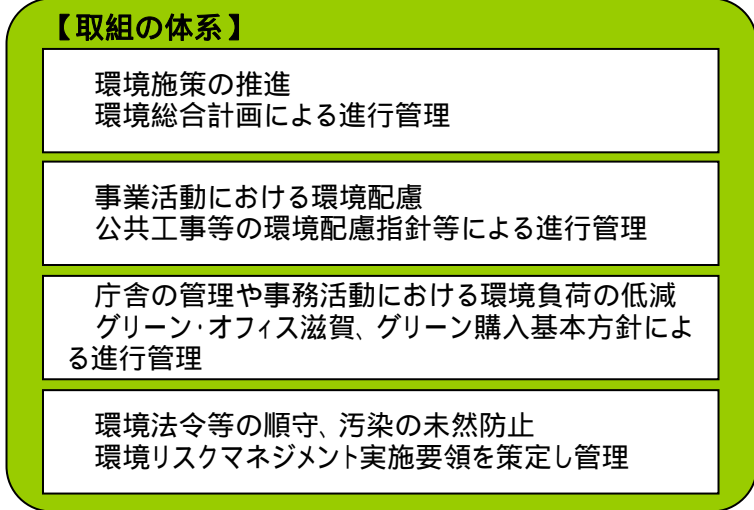 【取組の体系】
環境施策の推進
環境総合計画による進行管理
事業活動における環境配慮
公共工事等の環境配慮指針等による進行管理
庁舎の管理や事務活動における環境負荷の低減
グリーン・オフィス滋賀、グリーン購入基本方針によ
る進行管理
環境法令等の順守、汚染の未然防止
環境リスクマネジメント実施要領を策定し管理